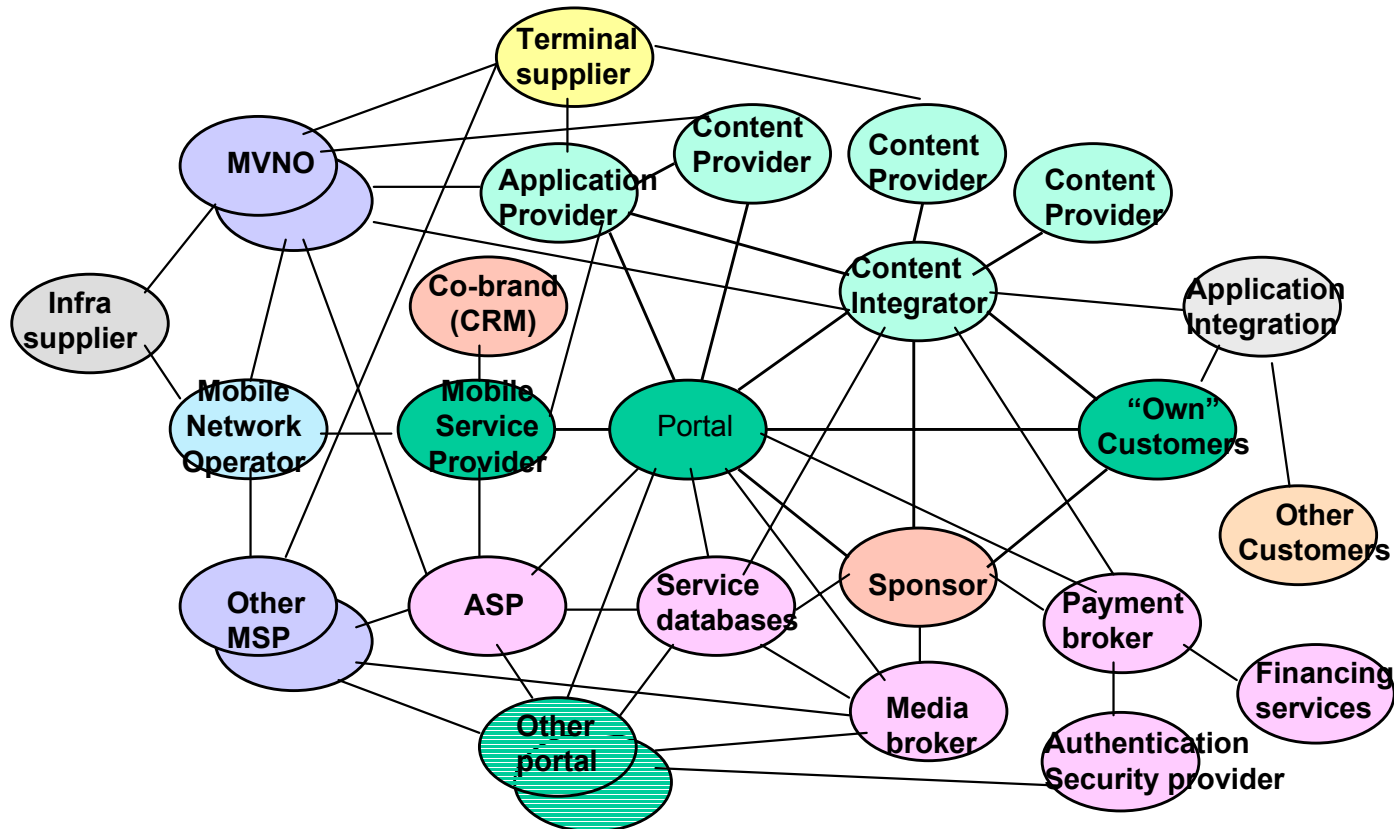 Terminal
supplier
MVNO
Content
Provider
Content
Provider
Application
Provider
Content
Provider
Co-brand
(CRM)
Content
Integrator
Infra
supplier
Application
Integration
Mobile
Network
Operator
Mobile
Service
Provider
Portal
“Own”
Customers
Other
Customers
Other
MSP
ASP
Service
databases
Sponsor
Payment
broker
Other
portal
Media
broker
Financing
services
Authentication
Security provider